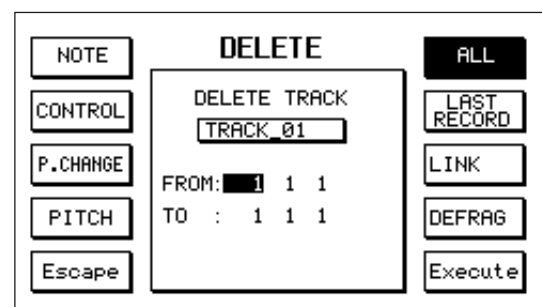 DELETE
NOTE
CONTROL
P.CHANGE
PITCH
Escape
DELETE TRACK
TRACK_01
FROM: 1 1 1
TO : 1 1 1
ALL
LAST
RECORD
LINK
DEFRAG
Execute